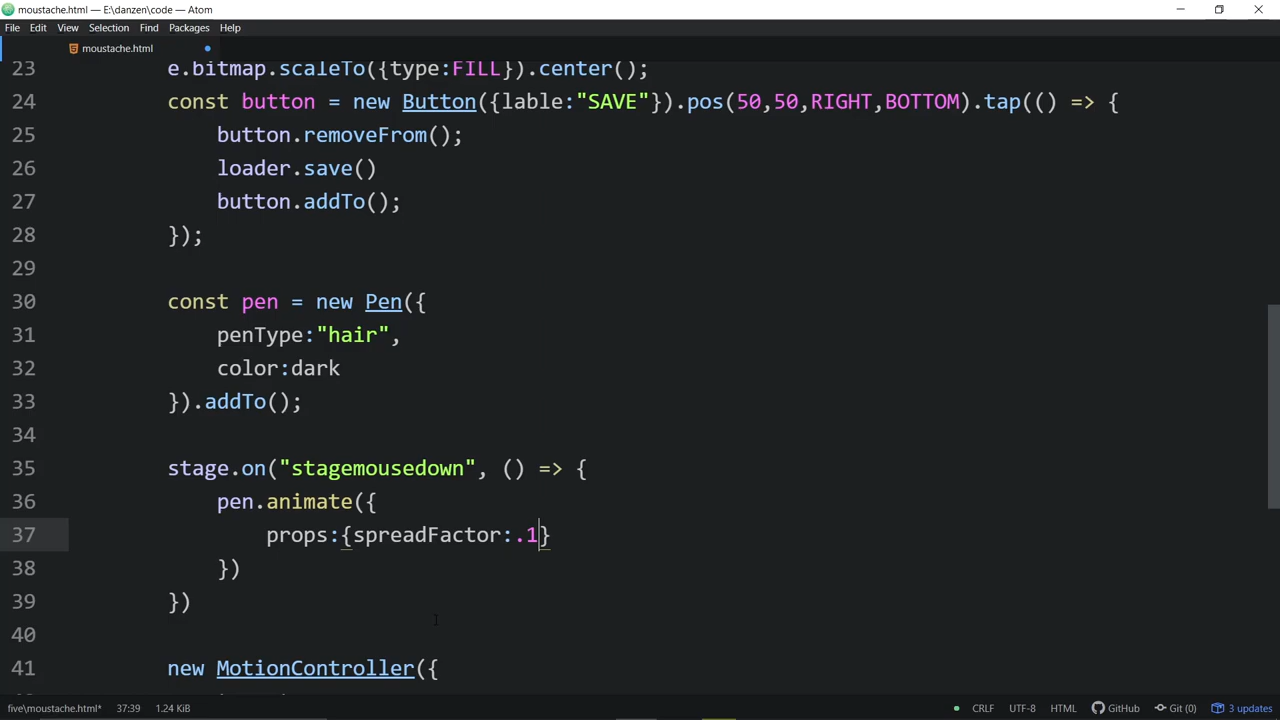 moustache.html — E:\danzen\code — Atom
File Edit View Selection Find Packages Help
moustache.html
23 e.bitmap.scaleTo({type:FILL}).center();
24 const button = new Button({lable:"SAVE"}).pos(50,50,RIGHT,BOTTOM).tap(() => {
25 button.removeFrom();
26 loader.save()
27 button.addTo();
28 });
29
30 const pen = new Pen({
31 penType:"hair",
32 color:dark
33 }).addTo();
34
35 stage.on("stagemousedown", () => {
36 pen.animate({
37 props:{spreadFactor:.1}
38 })
39 })
40
41 new MotionController({
five\moustache.html* 37:39 1.24 KiB CRLF UTF-8 HTML GitHub Git (0) 3 updates